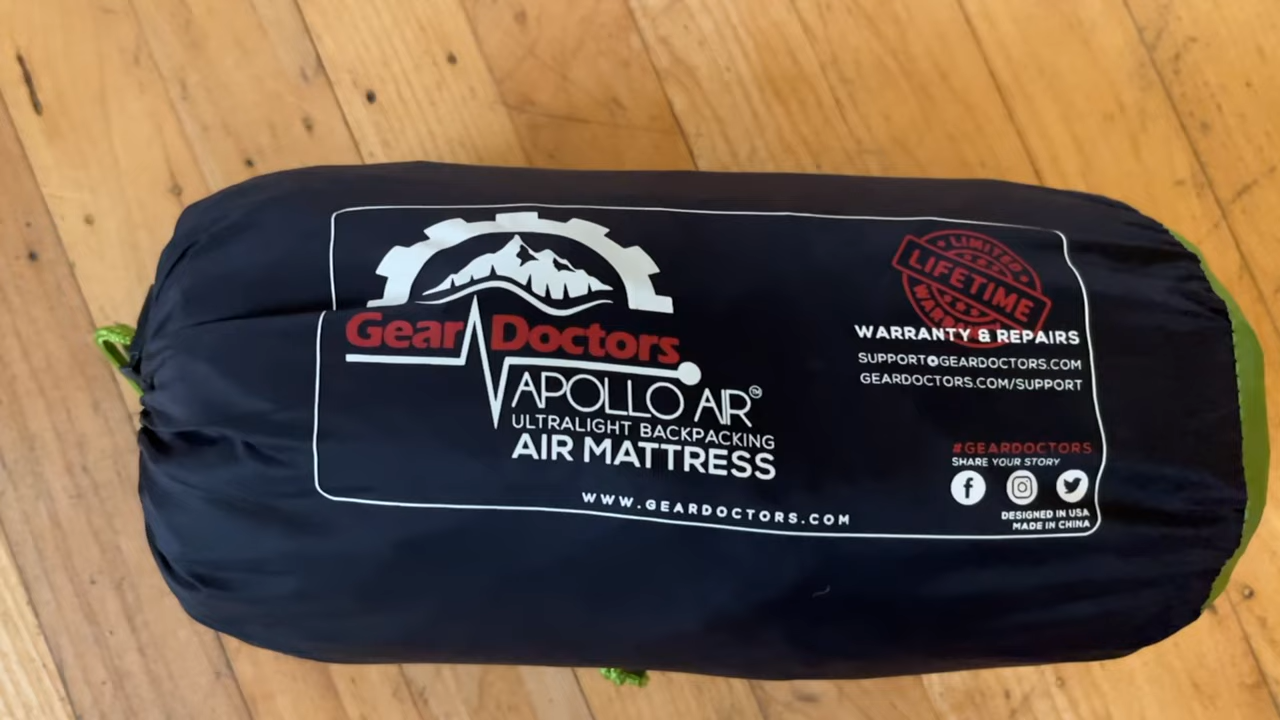 Gear Doctors
APOLLO AIR™
ULTRALIGHT BACKPACKING
AIR MATTRESS
WWW.GEARDOCTORS.COM
LIMITED
LIFETIME
WARRANTY & REPAIRS
SUPPORT@GEARDOCTORS.COM
GEARDOCTORS.COM/SUPPORT
#GEARDOCTORS
SHARE YOUR STORY
DESIGNED IN USA
MADE IN CHINA